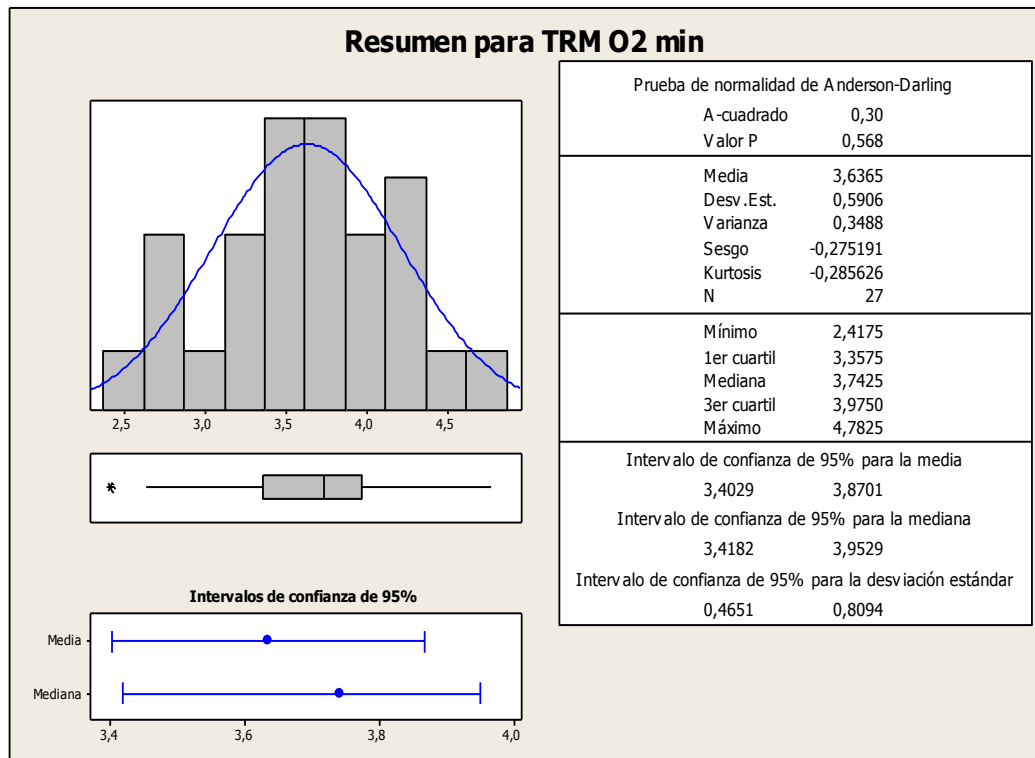 Resumen para TRM O2 min
2,5 3,0 3,5 4,0 4,5
Intervalos de confianza de 95%
Media
Mediana
3,4 3,6 3,8 4,0
Prueba de normalidad de Anderson-Darling
A-cuadrado 0,30
Valor P 0,568
Media 3,6365
Desv.Est. 0,5906
Varianza 0,3488
Sesgo -0,275191
Kurtosis -0,285626
N 27
Mínimo 2,4175
1er cuartil 3,3575
Mediana 3,7425
3er cuartil 3,9750
Máximo 4,7825
Intervalo de confianza de 95% para la media
3,4029 3,8701
Intervalo de confianza de 95% para la mediana
3,4182 3,9529
Intervalo de confianza de 95% para la desviación estándar
0,4651 0,8094